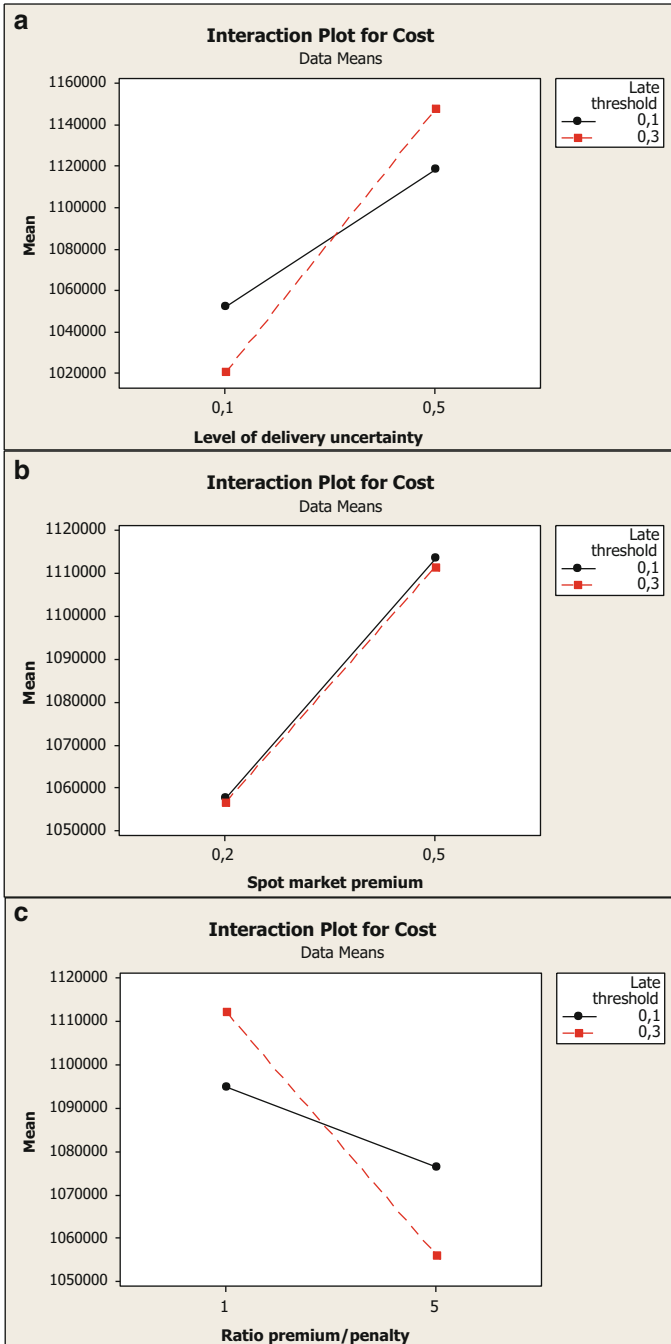 a
Interaction Plot for Cost
Data Means
1160000
1140000
1120000
1100000
1080000
1060000
1040000
1020000
Mean
0,1
0,5
Level of delivery uncertainty
Late
threshold
0,1
0,3
b
Interaction Plot for Cost
Data Means
1120000
1110000
1100000
1090000
1080000
1070000
1060000
1050000
Mean
0,2
0,5
Spot market premium
Late
threshold
0,1
0,3
c
Interaction Plot for Cost
Data Means
1120000
1110000
1100000
1090000
1080000
1070000
1060000
1050000
Mean
1
5
Ratio premium/penalty
Late
threshold
0,1
0,3